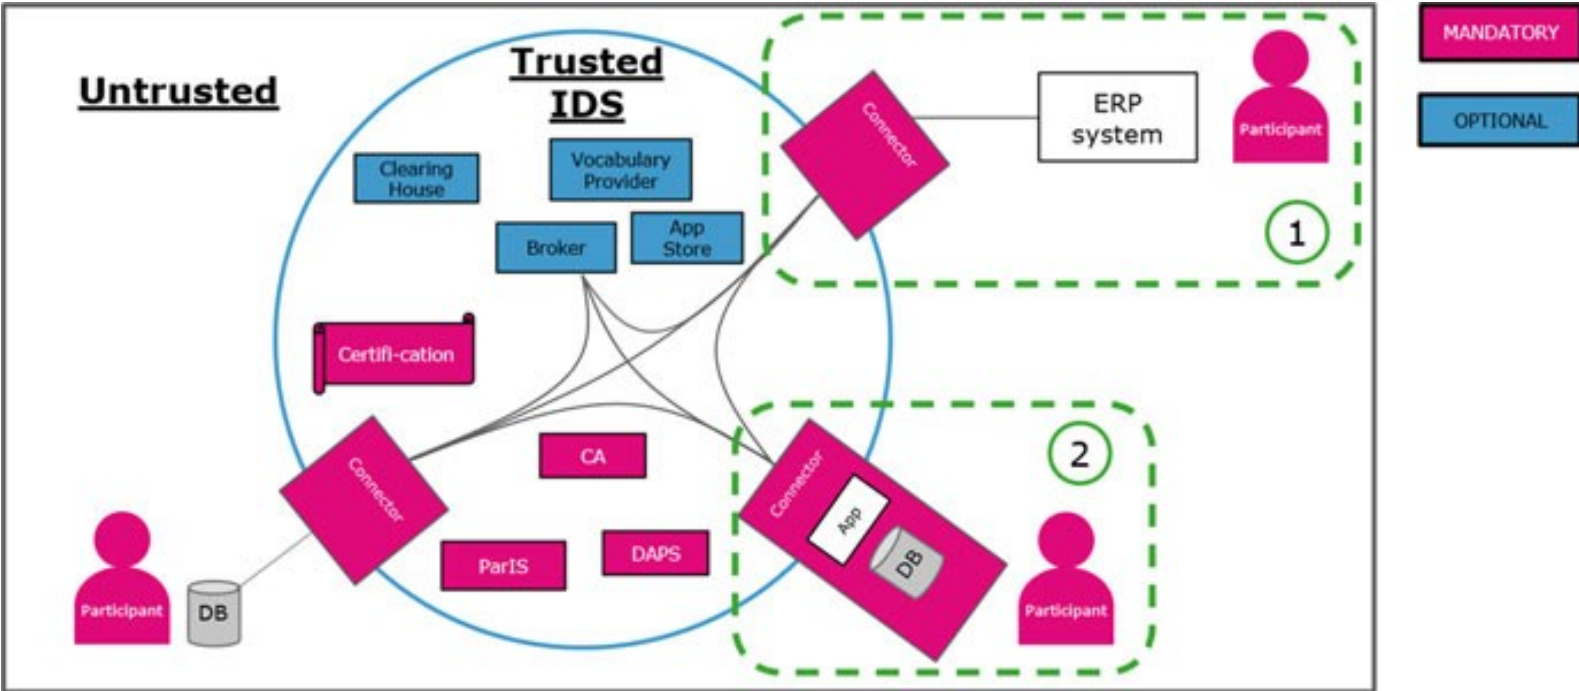 Untrusted
Trusted
IDS
Clearing
House
Vocabulary
Provider
Broker
App
Store
Certifi-cation
Connector
ERP
system
Participant
1
MANDATORY
OPTIONAL
Connector
CA
ParIS
DAPS
Participant
DB
Connector
App
DB
2
Participant